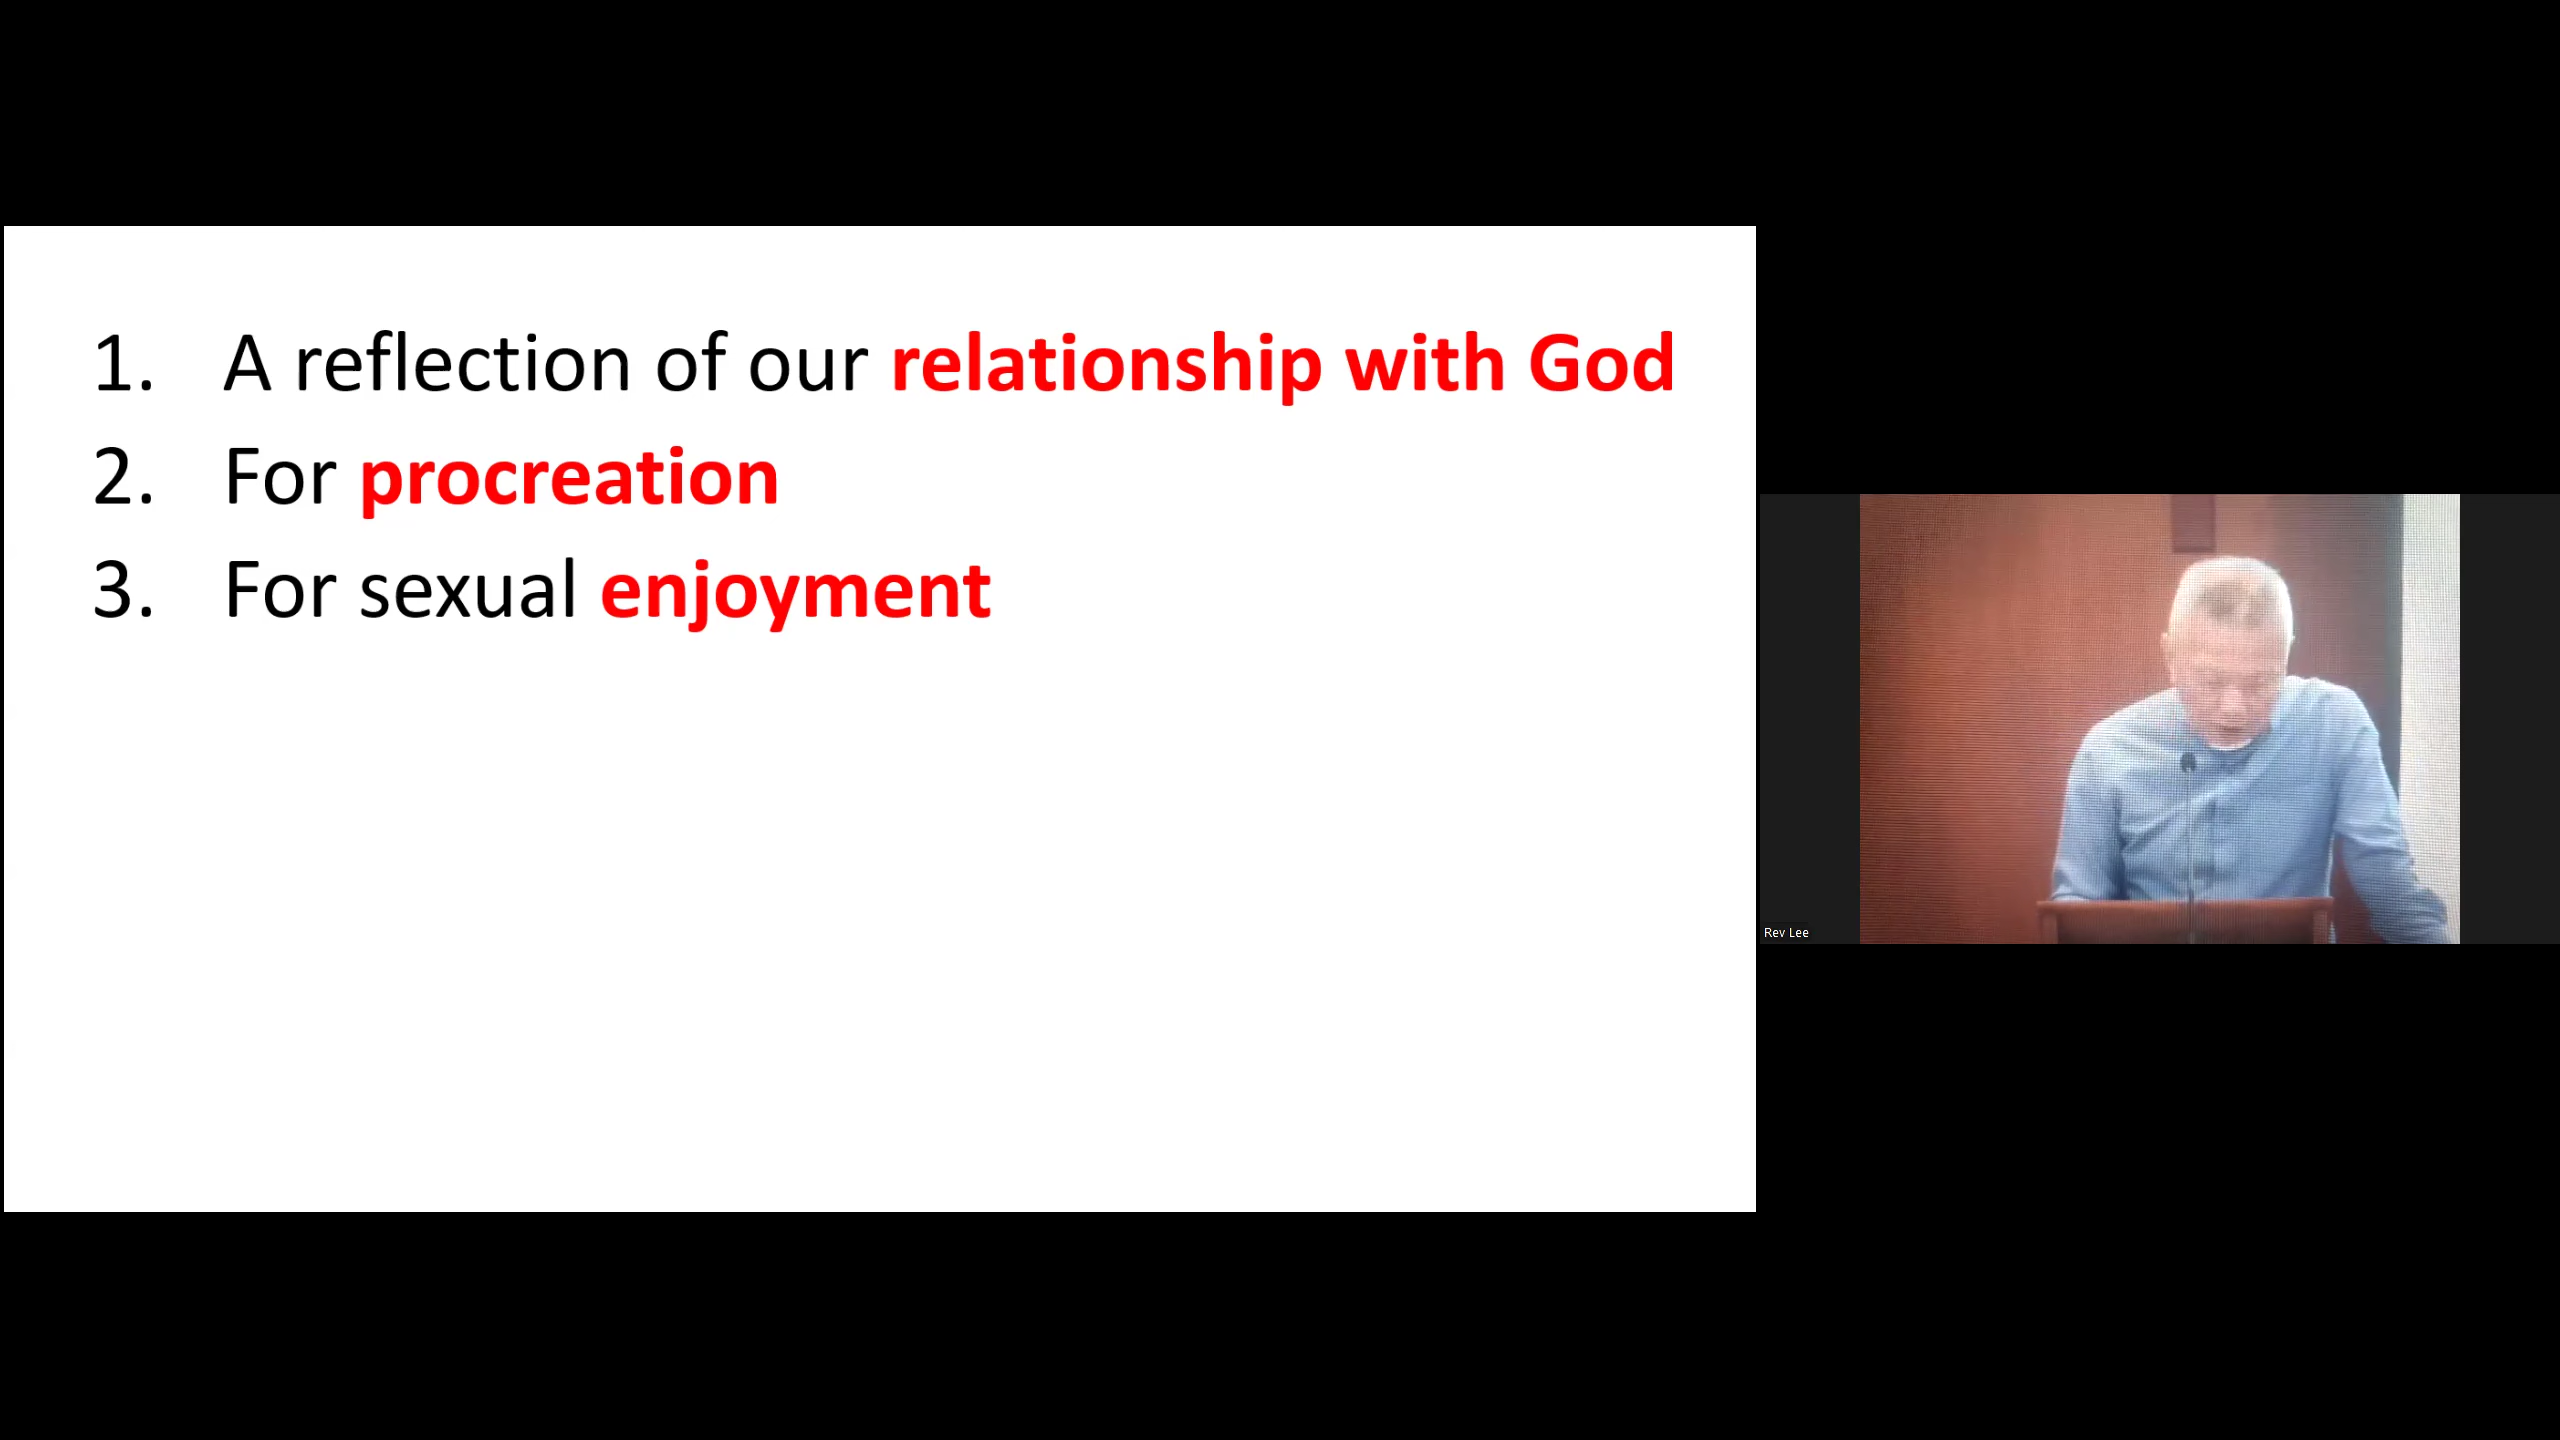 1. A reflection of our relationship with God
2. For procreation
3. For sexual enjoyment
Rev Lee